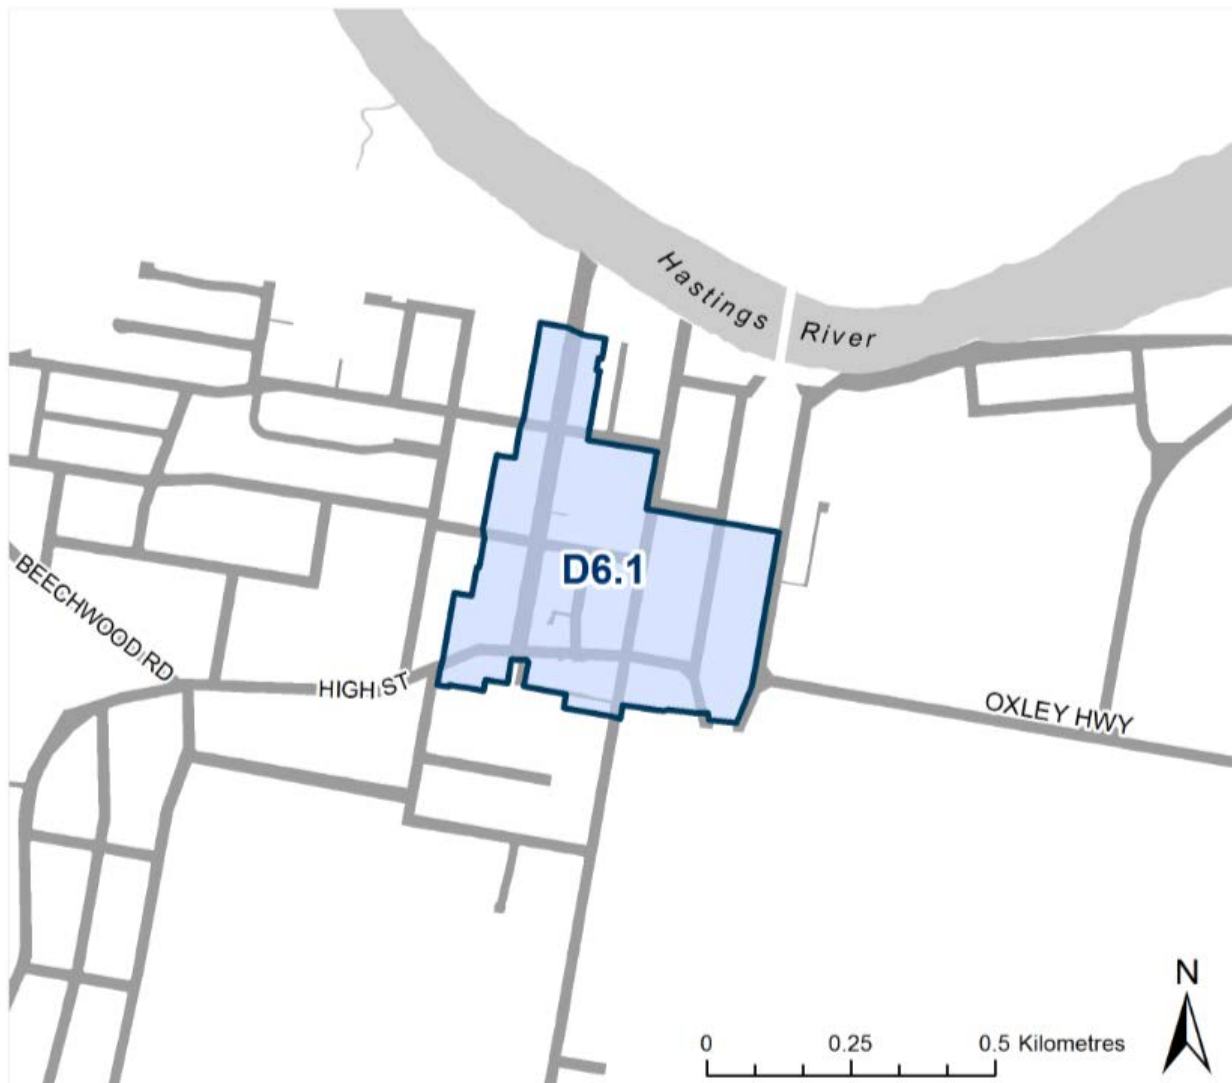 Hastings River
D6.1
BEECHWOOD RD
HIGH ST
OXLEY HWY
N
0 0.25 0.5 Kilometres